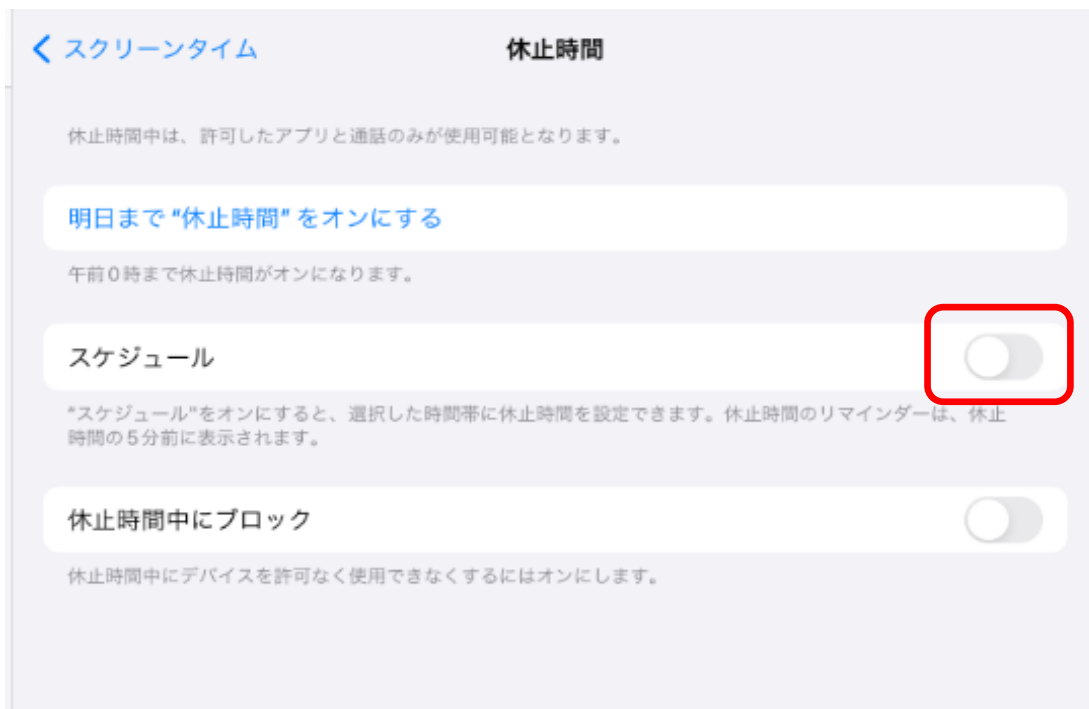 スクリーンタイム
休止時間
休止時間中は、許可したアプリと通話のみが使用可能となります。
明日まで “休止時間” をオンにする
午前０時まで休止時間がオンになります。
スケジュール
“スケジュール"をオンにすると、選択した時間帯に休止時間を設定できます。休止時間のリマインダーは、休止
時間の５分前に表示されます。
休止時間中にブロック
休止時間中にデバイスを許可なく使用できなくするにはオンにします。